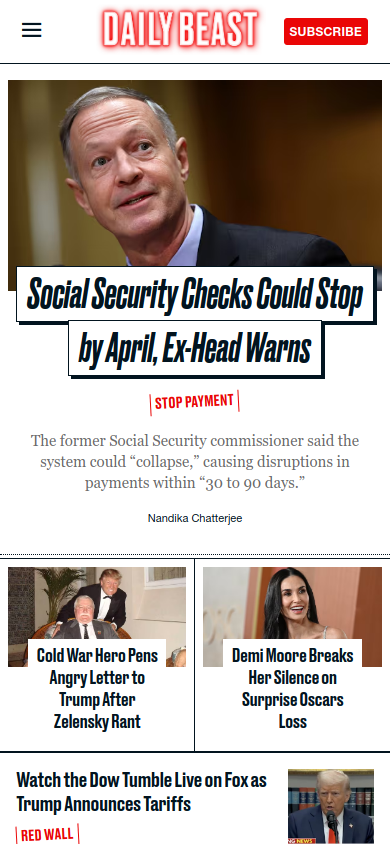 DAILY BEAST
SUBSCRIBE
Social Security Checks Could Stop
by April, Ex-Head Warns
STOP PAYMENT
The former Social Security commissioner said the
system could “collapse,” causing disruptions in
payments within “30 to 90 days.”
Nandika Chatterjee
Cold War Hero Pens
Angry Letter to
Trump After
Zelensky Rant
Demi Moore Breaks
Her Silence on
Surprise Oscars
Loss
Watch the Dow Tumble Live on Fox as
Trump Announces Tariffs
RED WALL
NG NEWS